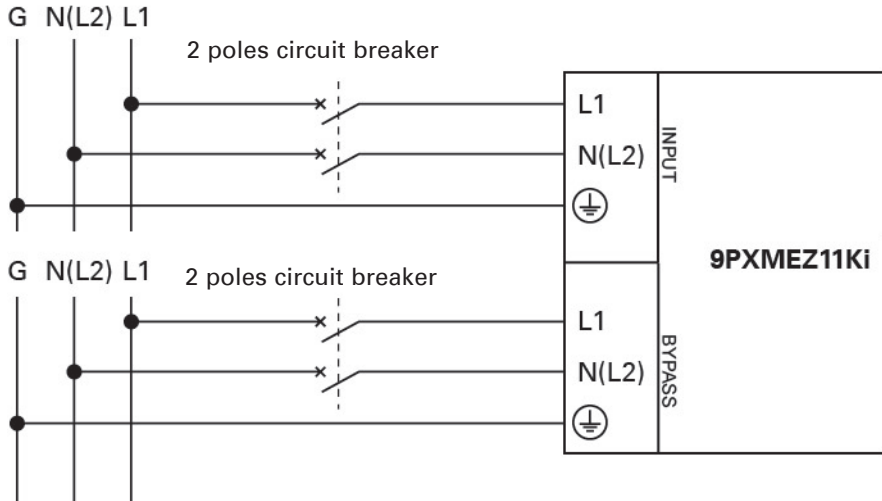 G N(L2) L1
2 poles circuit breaker
L1
N(L2)
INPUT
9PXMEZ11Ki
G N(L2) L1
2 poles circuit breaker
L1
N(L2)
BYPASS